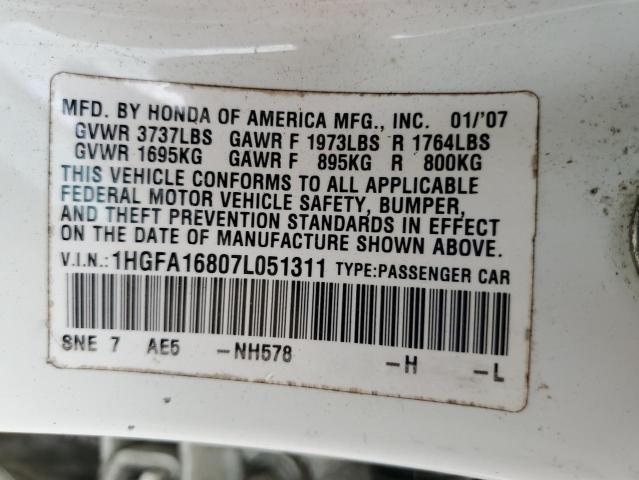 MFD. BY HONDA OF AMERICA MFG., INC. 01/'07
GVWR 3737LBS GAWR F 1973LBS R 1764LBS
GVWR 1695KG GAWR F 895KG R 800KG
THIS VEHICLE CONFORMS TO ALL APPLICABLE
FEDERAL MOTOR VEHICLE SAFETY, BUMPER,
AND THEFT PREVENTION STANDARDS IN EFFECT
ON THE DATE OF MANUFACTURE SHOWN ABOVE.
V.I.N.: 1HGFA16807L051311 TYPE:PASSENGER CAR
SNE 7 AE5 -NH578 -H -L